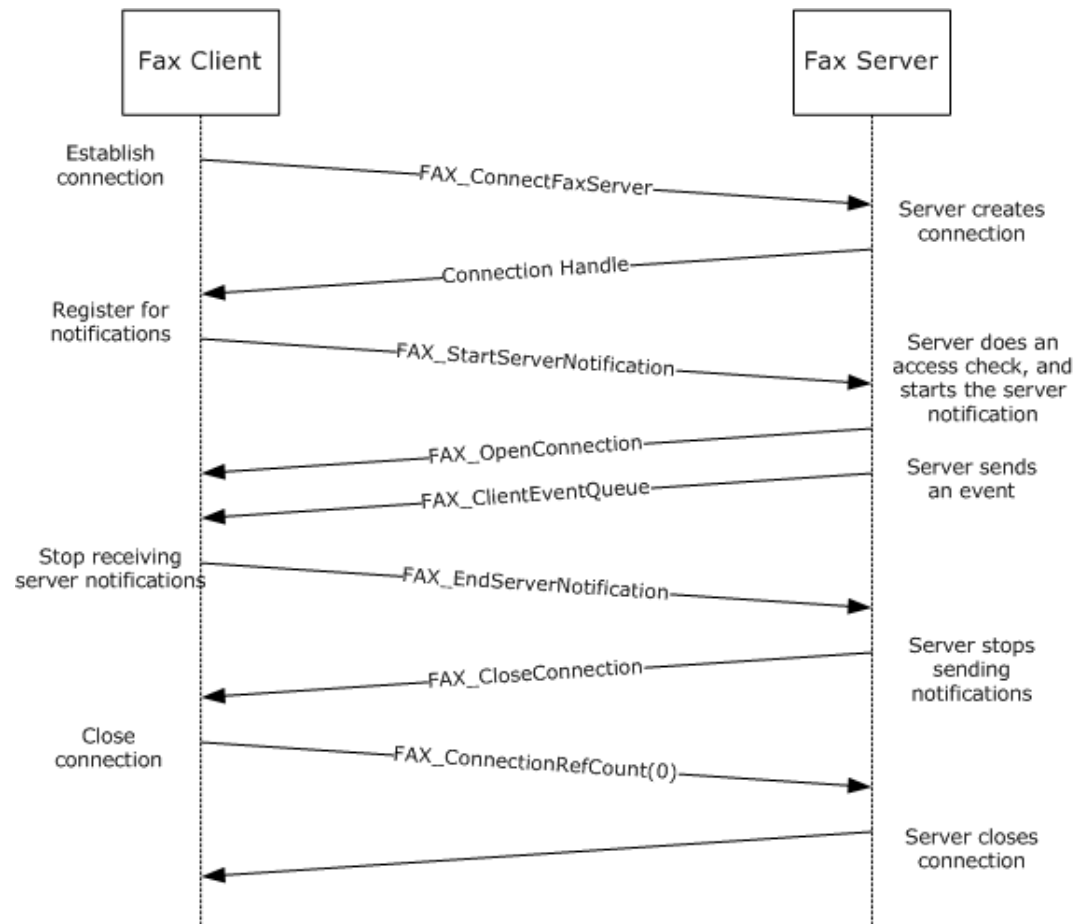 Fax Client
Fax Server
Establish
connection
FAX_ConnectFaxServer
Server creates
connection
Connection Handle
Register for
notifications
FAX_StartServerNotification
Server does an
access check, and
starts the server
notification
FAX_OpenConnection
Server sends
an event
FAX_ClientEventQueue
Stop receiving
server notifications
FAX_EndServerNotification
Server stops
sending
notifications
FAX_CloseConnection
Close
connection
FAX_ConnectionRefCount(0)
Server closes
connection